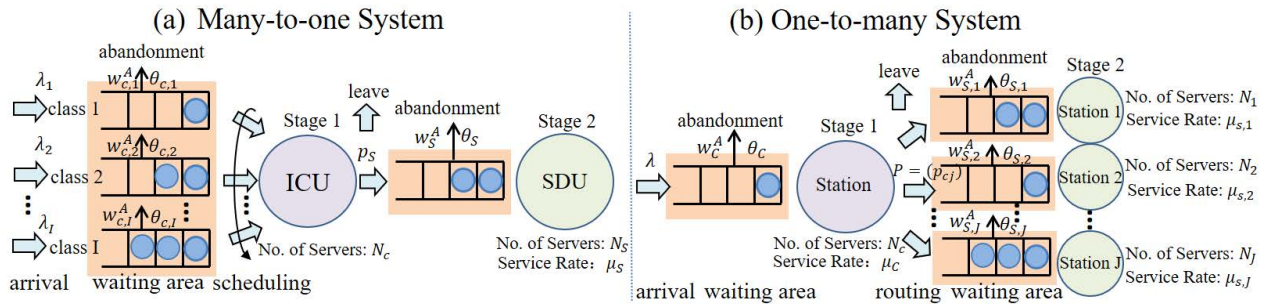 (a) Many-to-one System
abandonment
λ₁
class 1
w^A_{c,1}
θ_{c,1}
λ₂
class 2
w^A_{c,2}
θ_{c,2}
λ_I
class I
w^A_{c,I}
θ_{c,I}
arrival
waiting area
scheduling
Stage 1
ICU
No. of Servers: N_c
leave
p_S
abandonment
w^A_S
θ_S
Stage 2
SDU
No. of Servers: N_S
Service Rate: μ_S
(b) One-to-many System
λ
abandonment
w^A_C
θ_C
arrival
waiting area
Stage 1
Station
No. of Servers: N_c
Service Rate: μ_C
leave
P = (p_{cj})
routing
waiting area
abandonment
w^A_{S,1}
θ_{S,1}
w^A_{S,2}
θ_{S,2}
w^A_{S,J}
θ_{S,J}
Stage 2
Station 1
No. of Servers: N₁
Service Rate: μ_{s,1}
Station 2
No. of Servers: N₂
Service Rate: μ_{s,2}
Station J
No. of Servers: N_J
Service Rate: μ_{s,J}